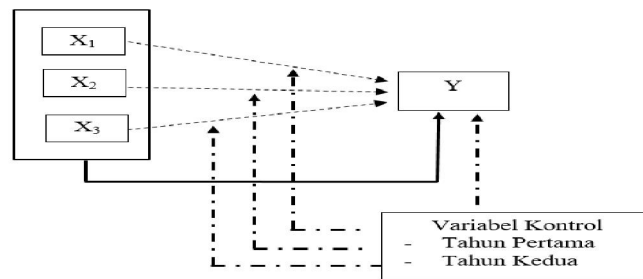 X₁
X₂
X₃
Y
Variabel Kontrol
- Tahun Pertama
- Tahun Kedua